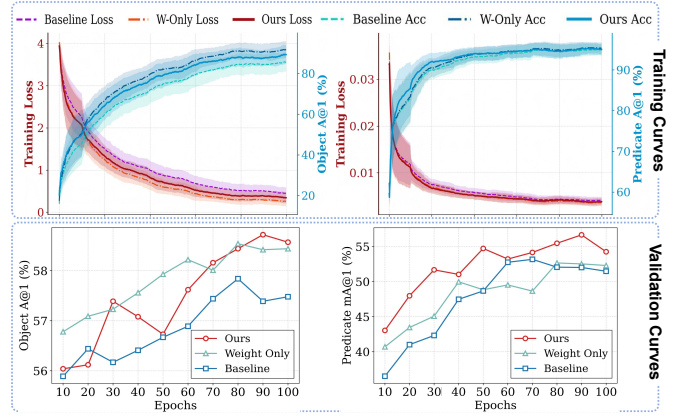 Baseline Loss W-Only Loss Ours Loss Baseline Acc W-Only Acc Ours Acc
4
3
2
1
0
Training Loss
80
60
40
20
Object A@1 (%)
0.03
0.02
0.01
Training Loss
90
80
70
60
Predicate A@1 (%)
Training Curves
58
57
56
Object A@1 (%)
Ours
Weight Only
Baseline
10 20 30 40 50 60 70 80 90 100
Epochs
55
50
45
40
Predicate mA@1 (%)
Ours
Weight Only
Baseline
10 20 30 40 50 60 70 80 90 100
Epochs
Validation Curves